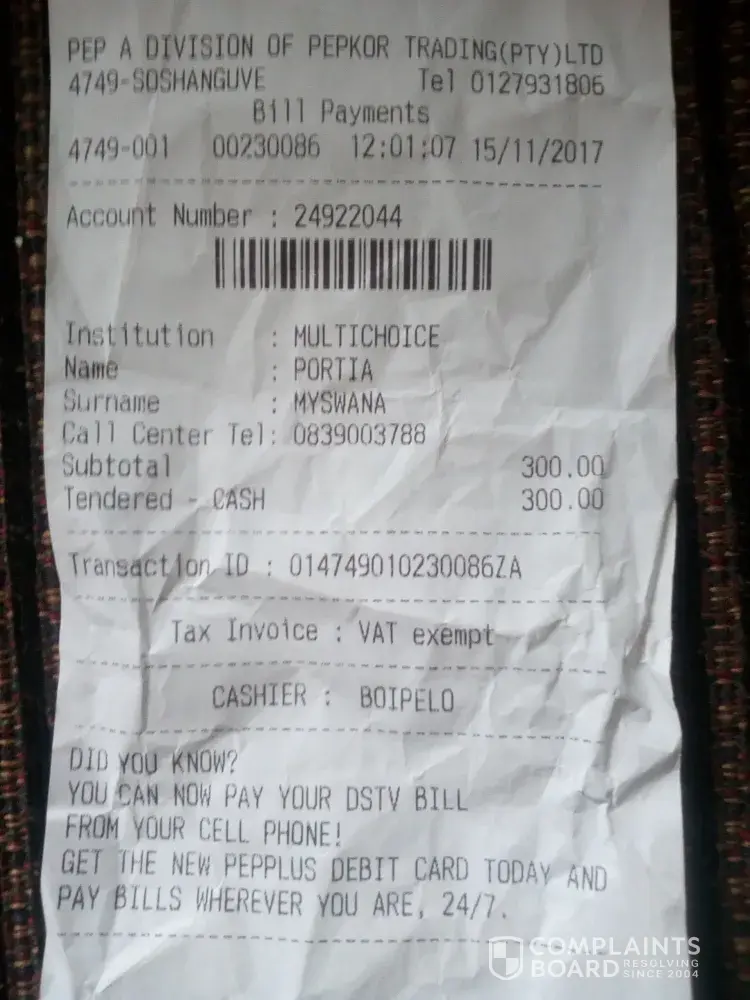 PEP A DIVISION OF PEPKOR TRADING(PTY)LTD
4749-SOSHANGUVE Tel 0127931806
Bill Payments
4749-001 00230086 12:01:07 15/11/2017
Account Number : 24922044
Institution : MULTICHOICE
Name : PORTIA
Surname : MYSWANA
Call Center Tel: 0839003788
Subtotal 300.00
Tendered - CASH 300.00
Transaction ID : 014749010230086ZA
Tax Invoice : VAT exempt
CASHIER : BOIPELO
DID YOU KNOW?
YOU CAN NOW PAY YOUR DSTV BILL
FROM YOUR CELL PHONE!
GET THE NEW PEPPLUS DEBIT CARD TODAY AND
PAY BILLS WHEREVER YOU ARE, 24/7.
COMPLAINTS
BOARD RESOLVING
SINCE 2004